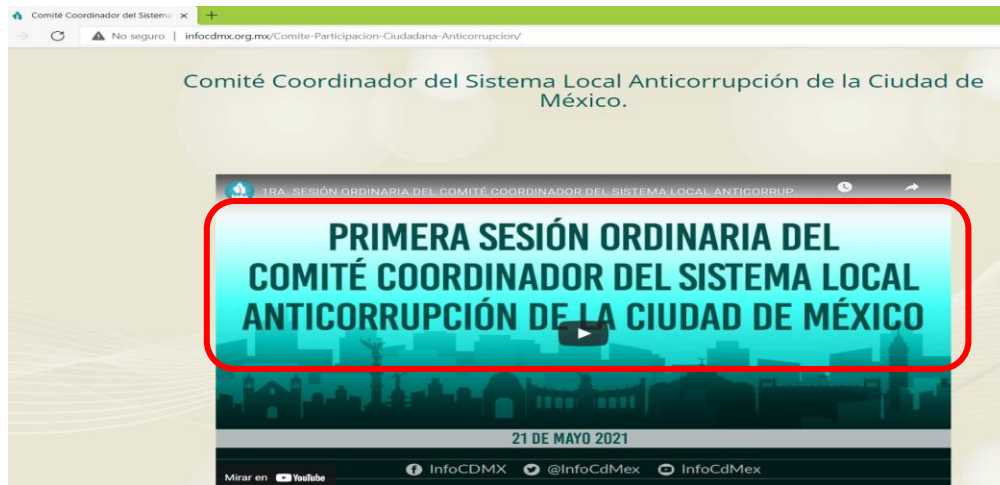 Comité Coordinador del Sistema
No seguro | infocdmx.org.mx/Comite-Participacion-Ciudadana-Anticorrupcion/
Comité Coordinador del Sistema Local Anticorrupción de la Ciudad de
México.
1RA. SESIÓN ORDINARIA DEL COMITÉ COORDINADOR DEL SISTEMA LOCAL ANTICORRUP...
PRIMERA SESIÓN ORDINARIA DEL
COMITÉ COORDINADOR DEL SISTEMA LOCAL
ANTICORRUPCIÓN DE LA CIUDAD DE MÉXICO
21 DE MAYO 2021
InfoCDMX @InfoCdMex InfoCdMex
Mirar en YouTube